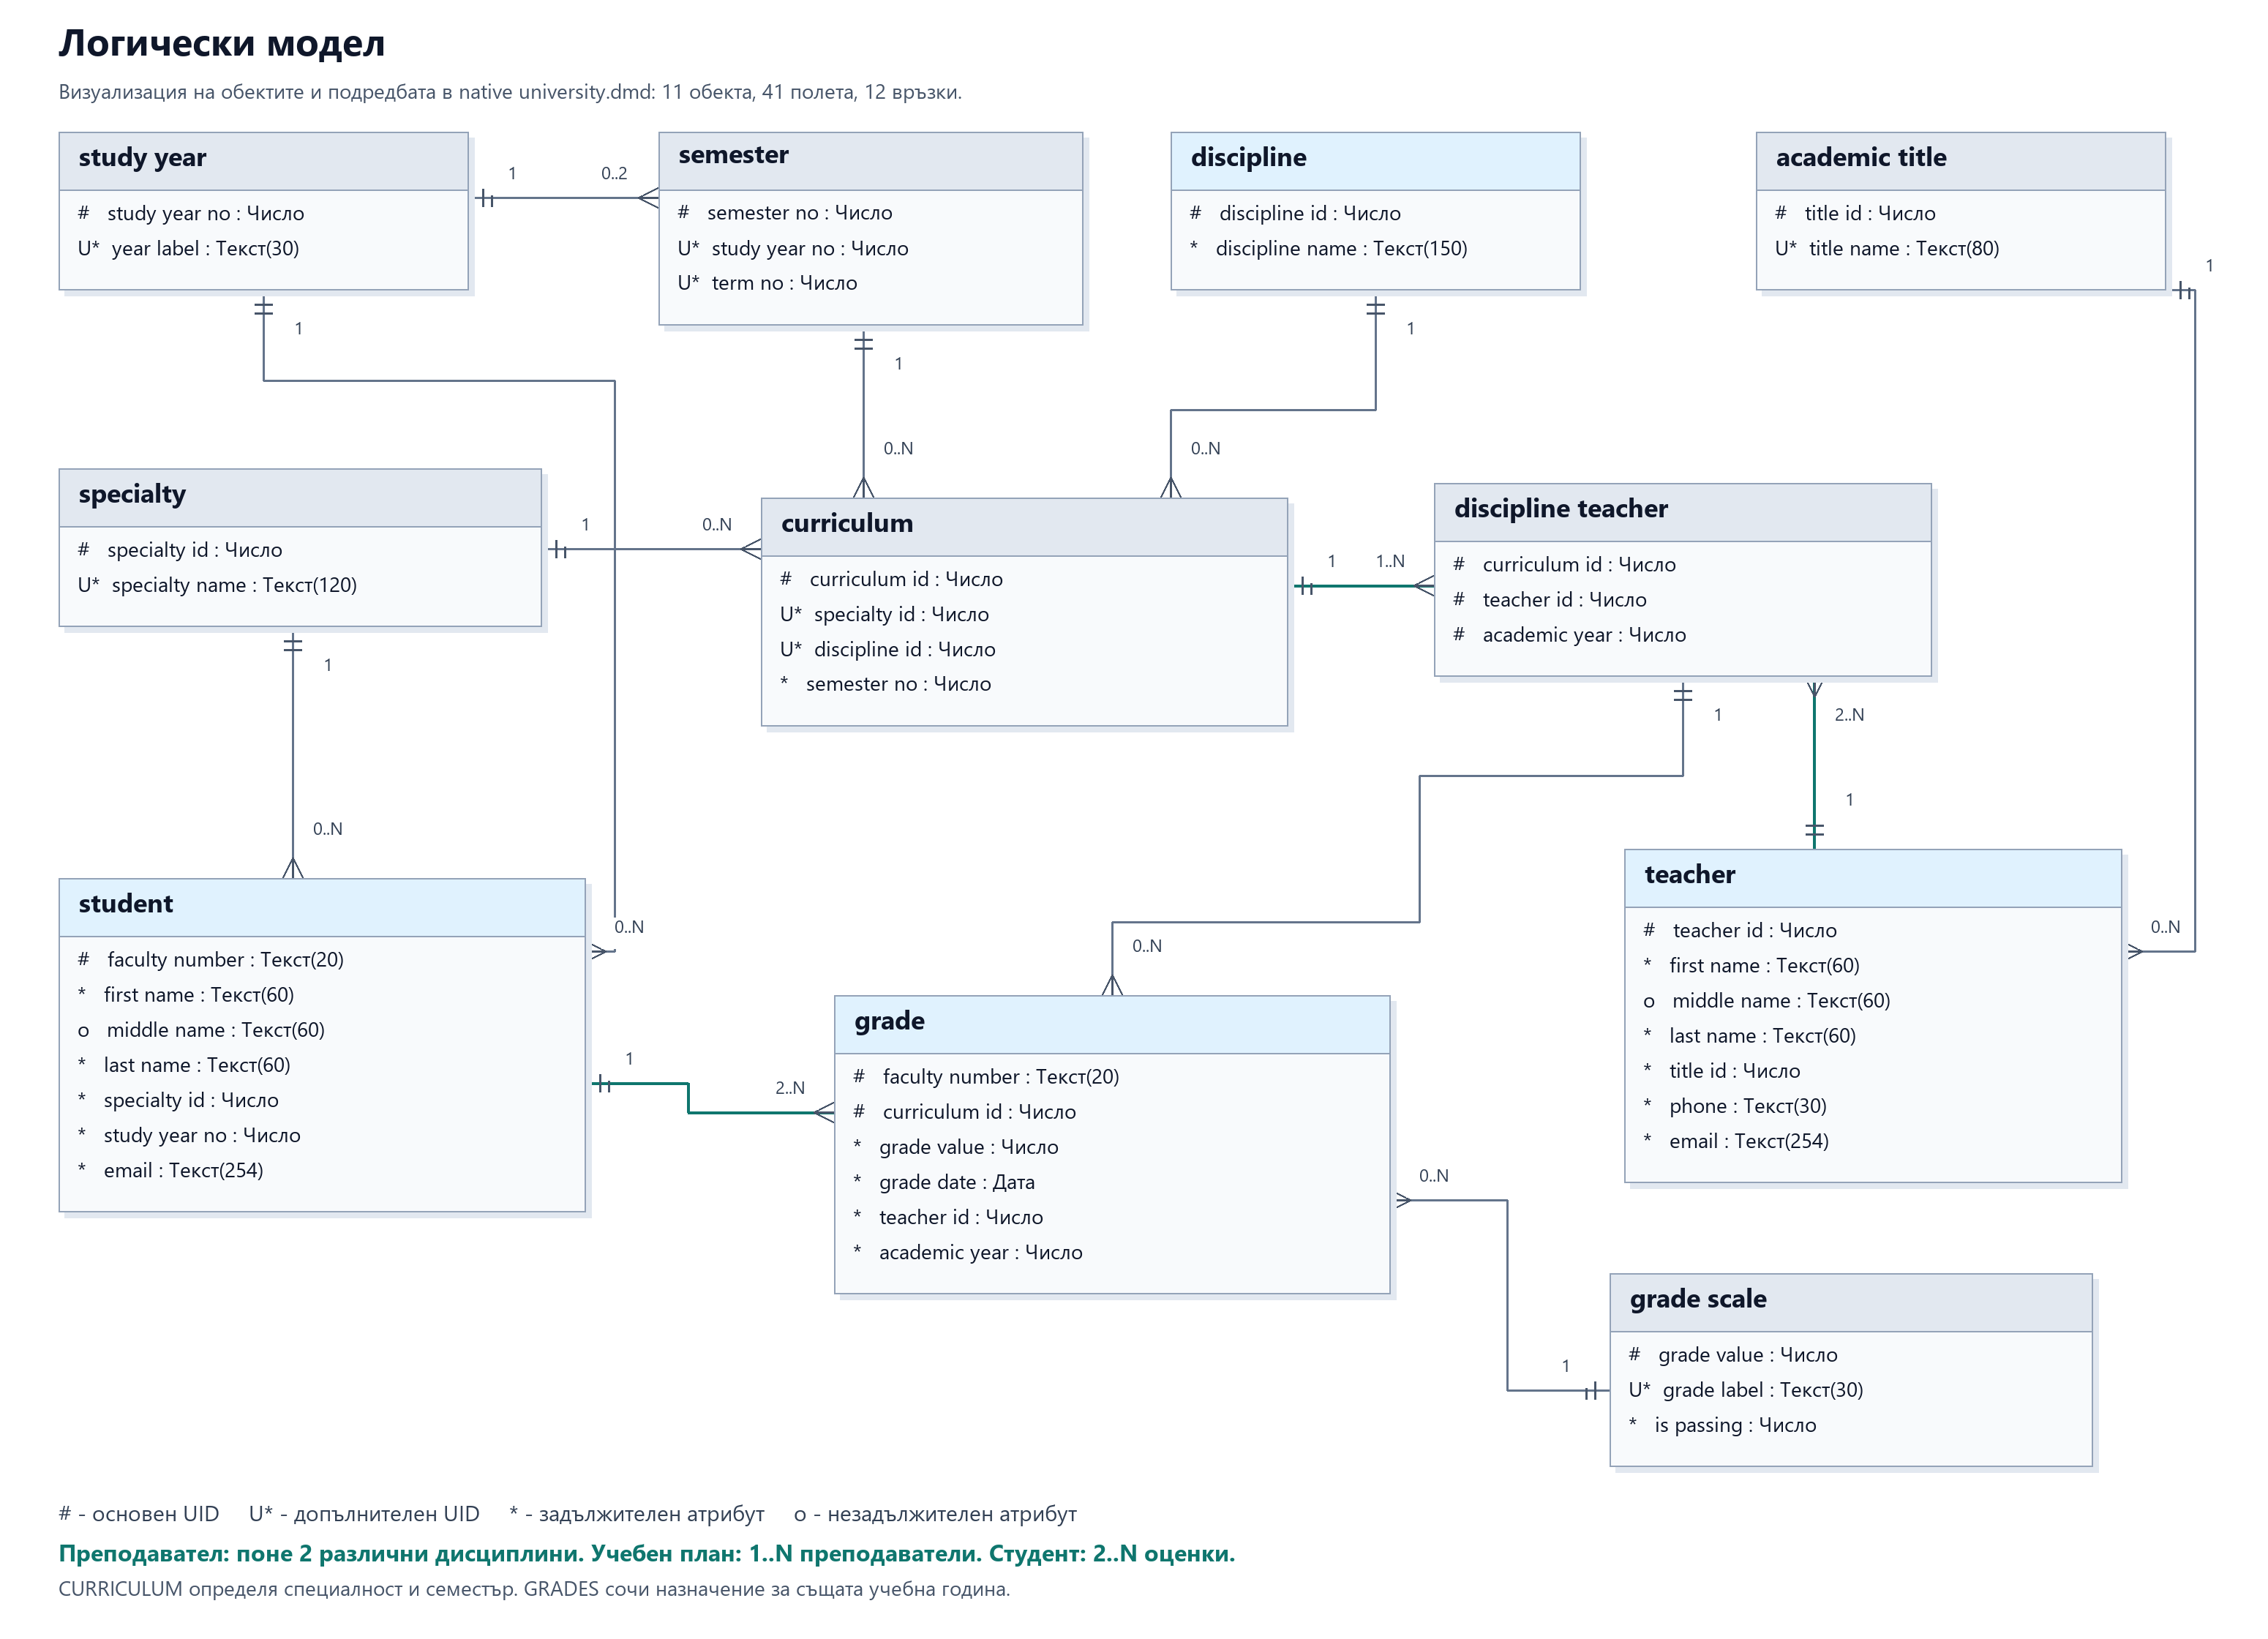 Логически модел
Визуализация на обектите и подредбата в native university.dmd: 11 обекта, 41 полета, 12 връзки.
study year
# study year no : Число
U* year label : Текст(30)
1
0..2
semester
# semester no : Число
U* study year no : Число
U* term no : Число
discipline
# discipline id : Число
* discipline name : Текст(150)
academic title
# title id : Число
U* title name : Текст(80)
1
1
1
1
0..N
0..N
specialty
# specialty id : Число
U* specialty name : Текст(120)
1
0..N
curriculum
# curriculum id : Число
U* specialty id : Число
U* discipline id : Число
* semester no : Число
1
1..N
discipline teacher
# curriculum id : Число
# teacher id : Число
# academic year : Число
1
1
2..N
1
0..N
student
# faculty number : Текст(20)
* first name : Текст(60)
o middle name : Текст(60)
* last name : Текст(60)
* specialty id : Число
* study year no : Число
* email : Текст(254)
0..N
0..N
teacher
# teacher id : Число
* first name : Текст(60)
o middle name : Текст(60)
* last name : Текст(60)
* title id : Число
* phone : Текст(30)
* email : Текст(254)
0..N
1
2..N
grade
# faculty number : Текст(20)
# curriculum id : Число
* grade value : Число
* grade date : Дата
* teacher id : Число
* academic year : Число
0..N
1
grade scale
# grade value : Число
U* grade label : Текст(30)
* is passing : Число
# - основен UID U* - допълнителен UID * - задължителен атрибут o - незадължителен атрибут
Преподавател: поне 2 различни дисциплини. Учебен план: 1..N преподаватели. Студент: 2..N оценки.
CURRICULUM определя специалност и семестър. GRADES сочи назначение за същата учебна година.